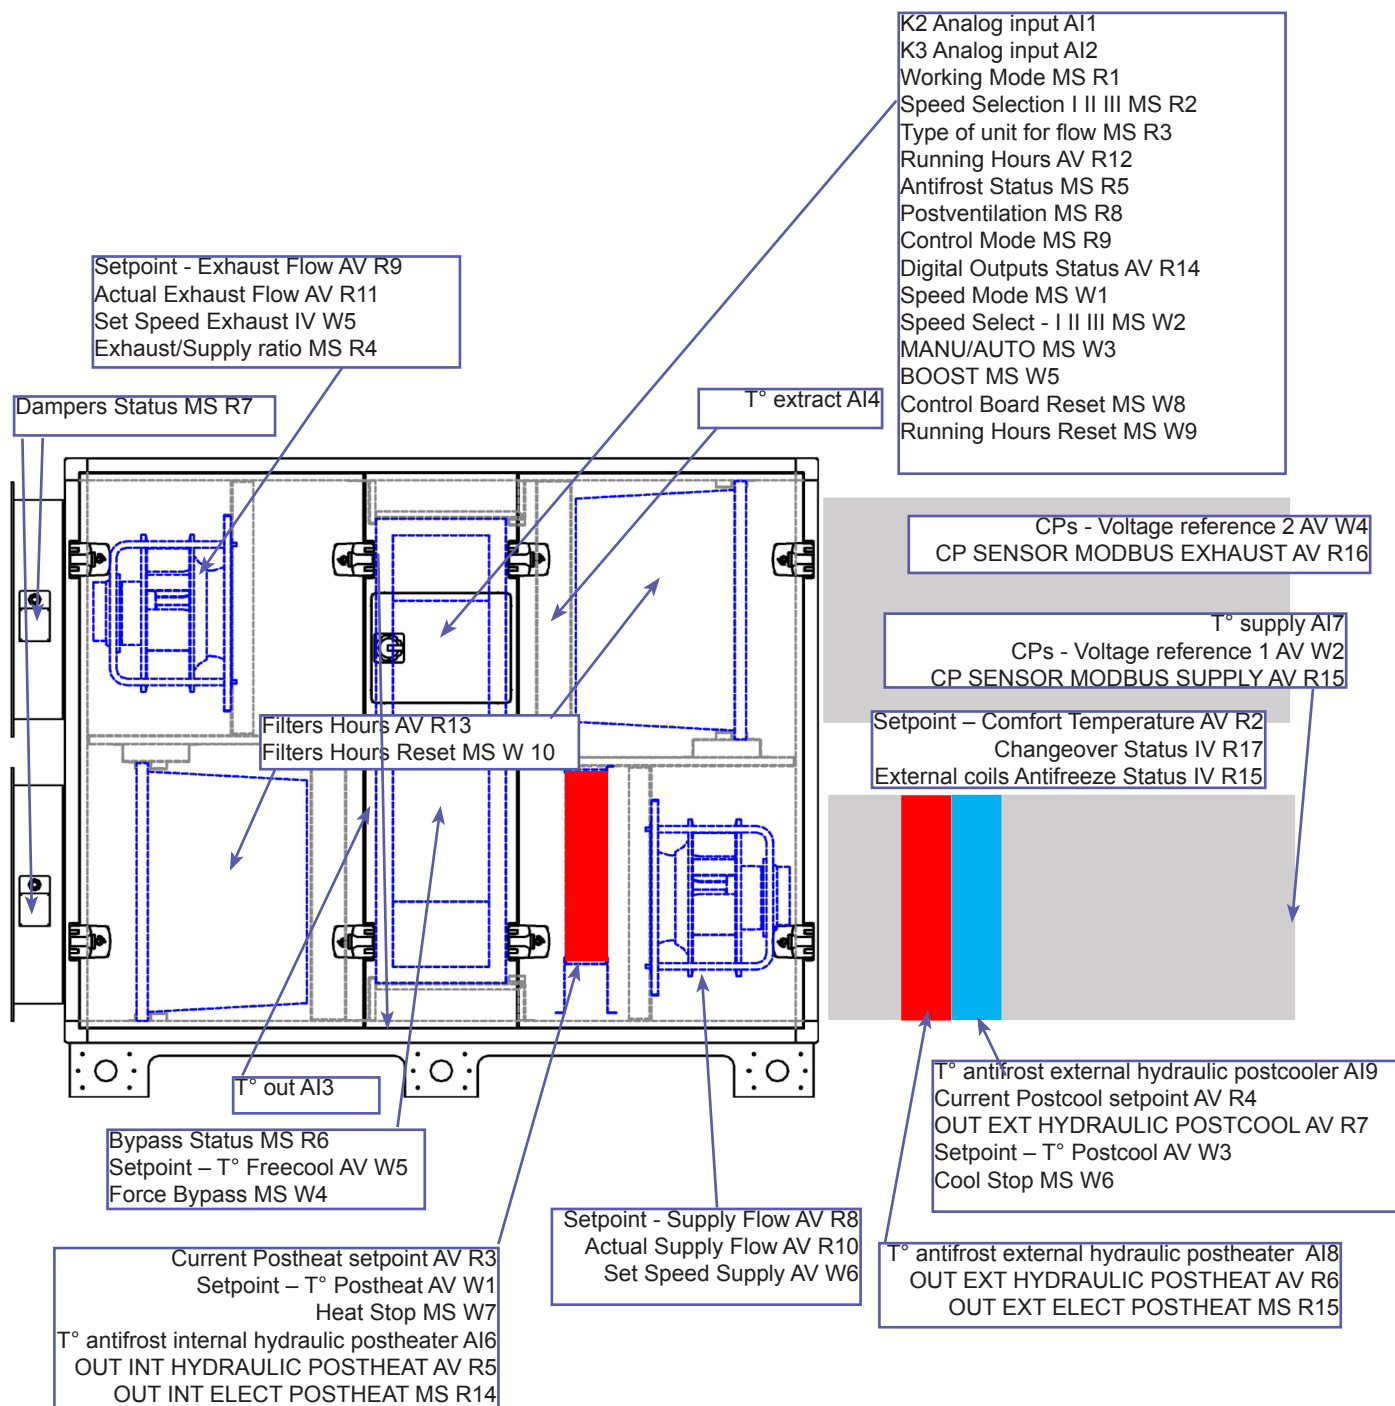 K2 Analog input AI1
K3 Analog input AI2
Working Mode MS R1
Speed Selection I II III MS R2
Type of unit for flow MS R3
Running Hours AV R12
Antifrost Status MS R5
Postventilation MS R8
Control Mode MS R9
Digital Outputs Status AV R14
Speed Mode MS W1
Speed Select - I II III MS W2
MANU/AUTO MS W3
BOOST MS W5
Control Board Reset MS W8
Running Hours Reset MS W9
Setpoint - Exhaust Flow AV R9
Actual Exhaust Flow AV R11
Set Speed Exhaust IV W5
Exhaust/Supply ratio MS R4
Dampers Status MS R7
T° extract AI4
CPs - Voltage reference 2 AV W4
CP SENSOR MODBUS EXHAUST AV R16
T° supply AI7
CPs - Voltage reference 1 AV W2
CP SENSOR MODBUS SUPPLY AV R15
Filters Hours AV R13
Filters Hours Reset MS W 10
Setpoint – Comfort Temperature AV R2
Changeover Status IV R17
External coils Antifreeze Status IV R15
T° out AI3
Bypass Status MS R6
Setpoint – T° Freecool AV W5
Force Bypass MS W4
T° antifrost external hydraulic postcooler AI9
Current Postcool setpoint AV R4
OUT EXT HYDRAULIC POSTCOOL AV R7
Setpoint – T° Postcool AV W3
Cool Stop MS W6
Setpoint - Supply Flow AV R8
Actual Supply Flow AV R10
Set Speed Supply AV W6
Current Postheat setpoint AV R3
Setpoint – T° Postheat AV W1
Heat Stop MS W7
T° antifrost internal hydraulic postheater AI6
OUT INT HYDRAULIC POSTHEAT AV R5
OUT INT ELECT POSTHEAT MS R14
T° antifrost external hydraulic postheater AI8
OUT EXT HYDRAULIC POSTHEAT AV R6
OUT EXT ELECT POSTHEAT MS R15